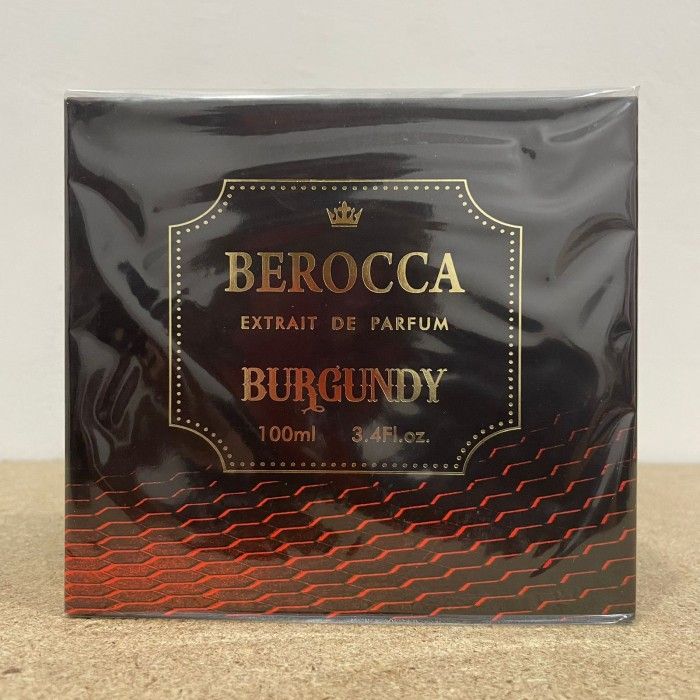 BEROCCA
EXTRAIT DE PARFUM
BURGUNDY
100ml 3.4Fl.oz.